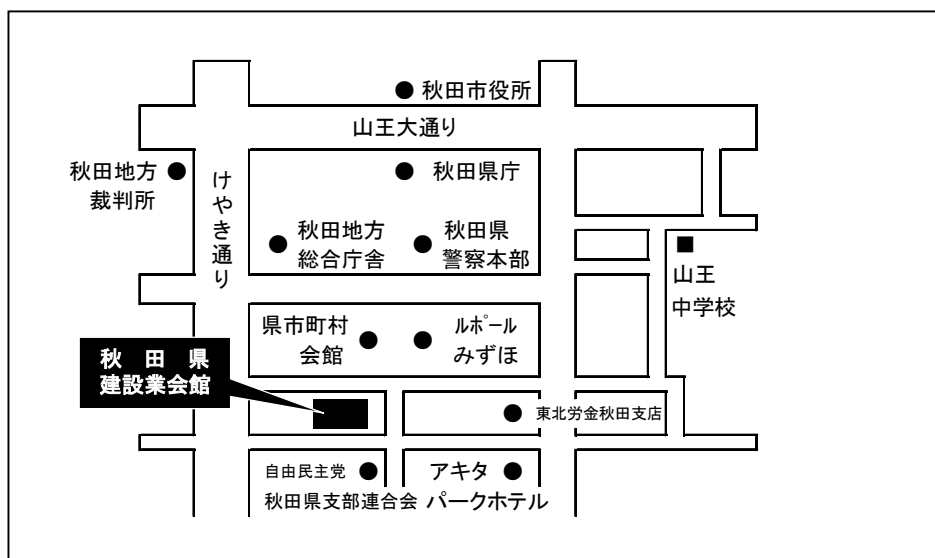 秋田市役所
山王大通り
秋田地方
裁判所
けやき通り
秋田県庁
秋田地方
総合庁舎
秋田県
警察本部
山王
中学校
県市町村
会館
ルポール
みずほ
秋田県
建設業会館
東北労金秋田支店
自由民主党
秋田県支部連合会
アキタ
パークホテル